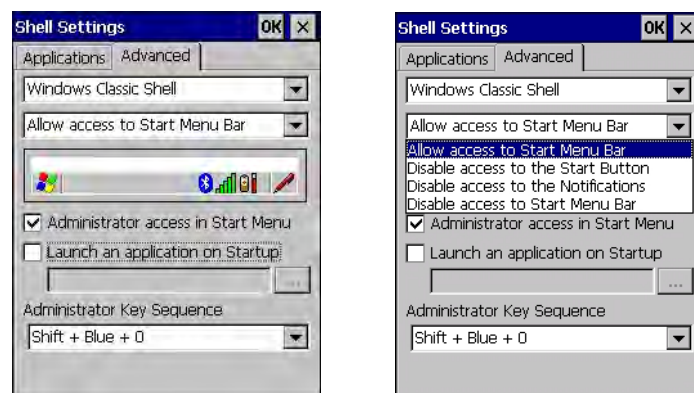 Shell Settings OK ×
Applications Advanced
Windows Classic Shell
Allow access to Start Menu Bar
Administrator access in Start Menu
Launch an application on Startup
...
Administrator Key Sequence
Shift + Blue + 0
Shell Settings OK ×
Applications Advanced
Windows Classic Shell
Allow access to Start Menu Bar
Allow access to Start Menu Bar
Disable access to the Start Button
Disable access to the Notifications
Disable access to Start Menu Bar
Administrator access in Start Menu
Launch an application on Startup
...
Administrator Key Sequence
Shift + Blue + 0